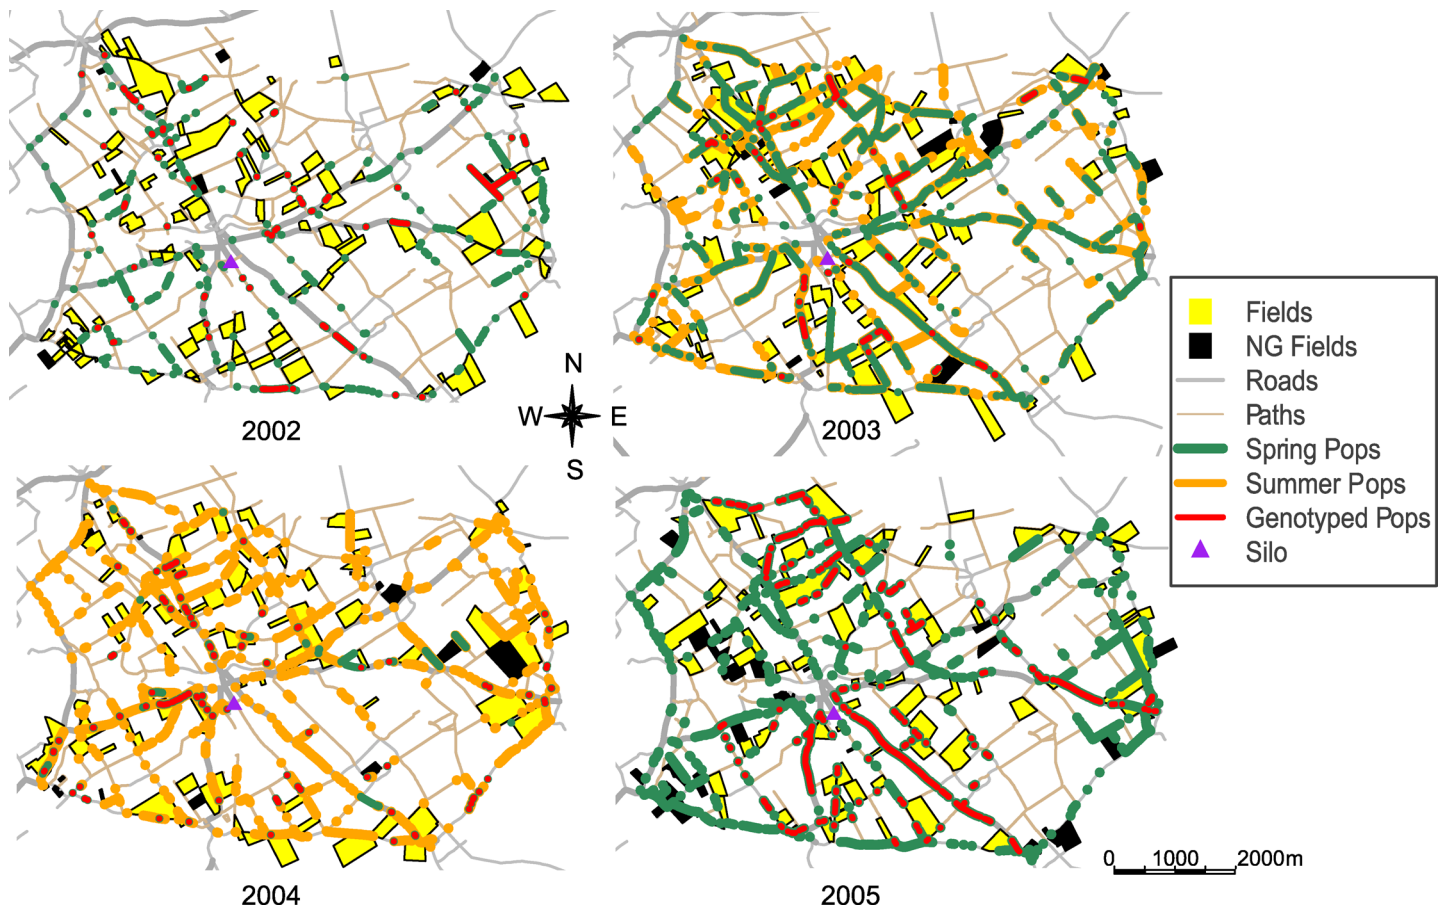 N
W E
S
2002
2003
Fields
NG Fields
Roads
Paths
Spring Pops
Summer Pops
Genotyped Pops
Silo
0 1000 2000m
2004
2005